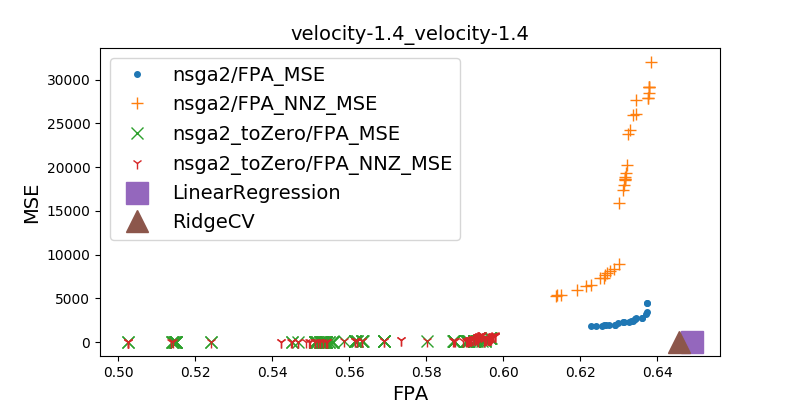 velocity-1.4_velocity-1.4
MSE
30000
25000
20000
15000
10000
5000
0
nsga2/FPA_MSE
nsga2/FPA_NNZ_MSE
nsga2_toZero/FPA_MSE
nsga2_toZero/FPA_NNZ_MSE
LinearRegression
RidgeCV
0.50 0.52 0.54 0.56 0.58 0.60 0.62 0.64
FPA